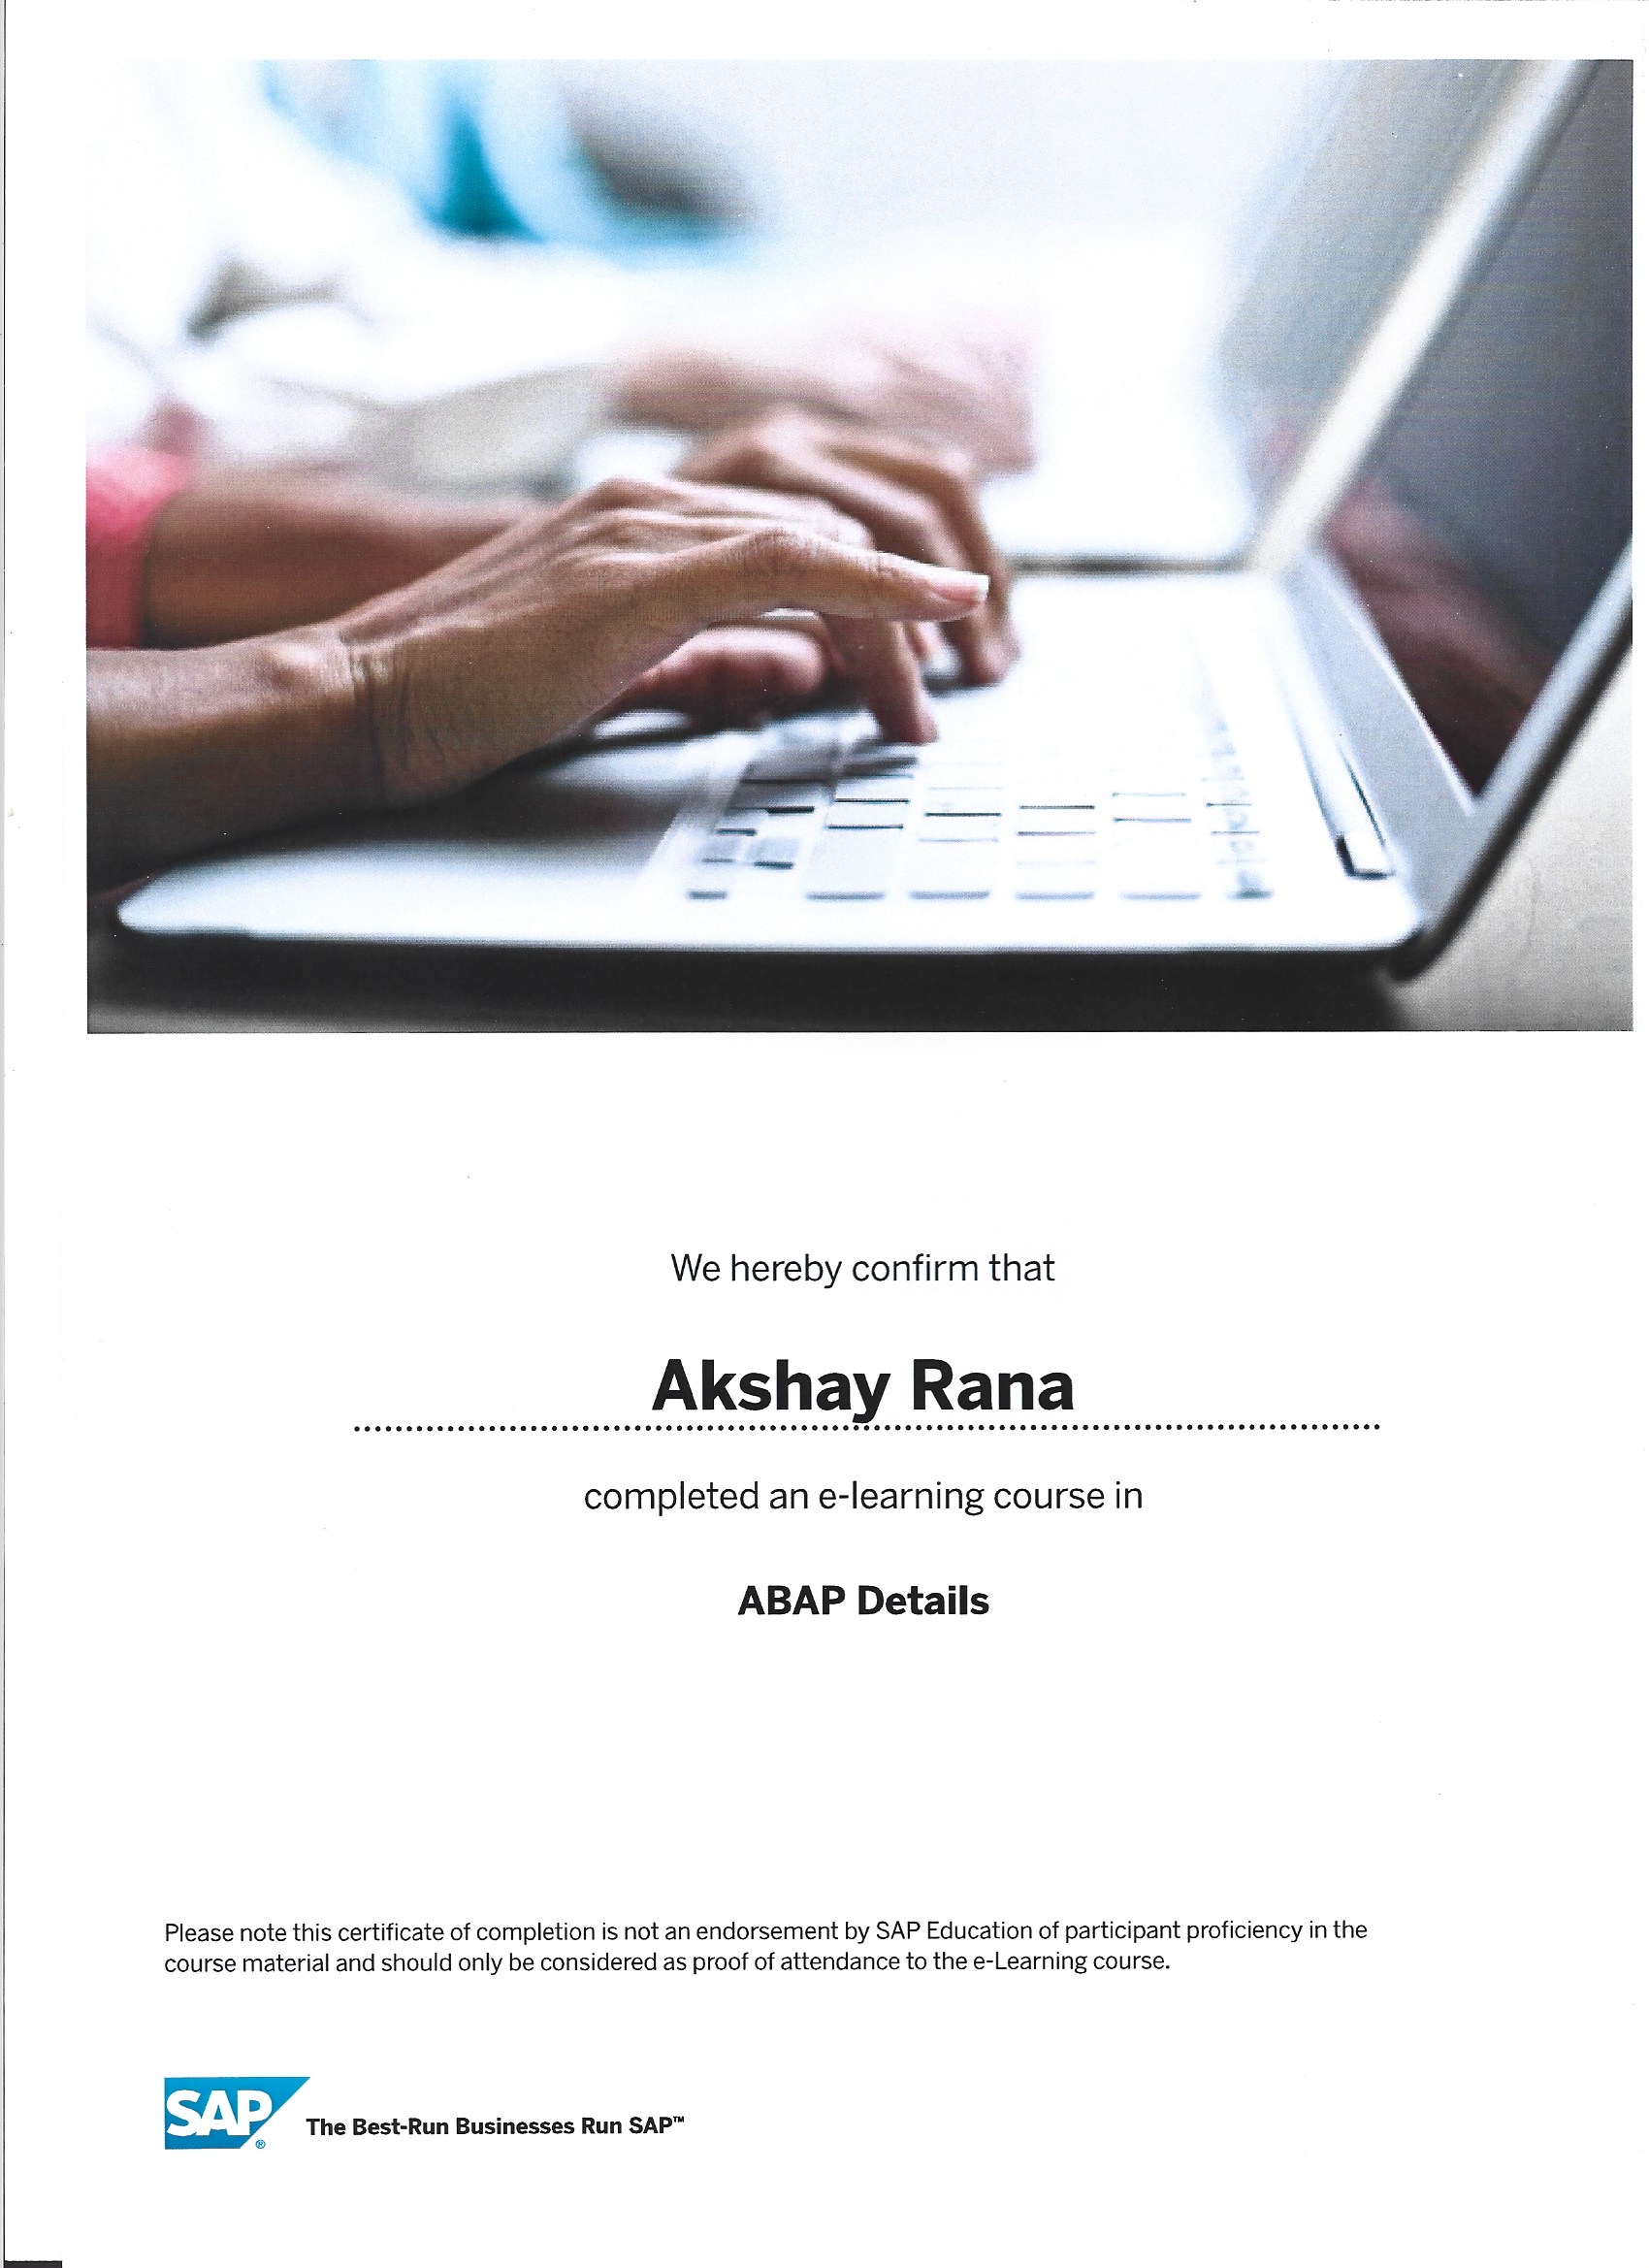 We hereby confirm that
Akshay Rana
completed an e-learning course in
ABAP Details
Please note this certificate of completion is not an endorsement by SAP Education of participant proficiency in the
course material and should only be considered as proof of attendance to the e-Learning course.
SAP®
The Best-Run Businesses Run SAP™